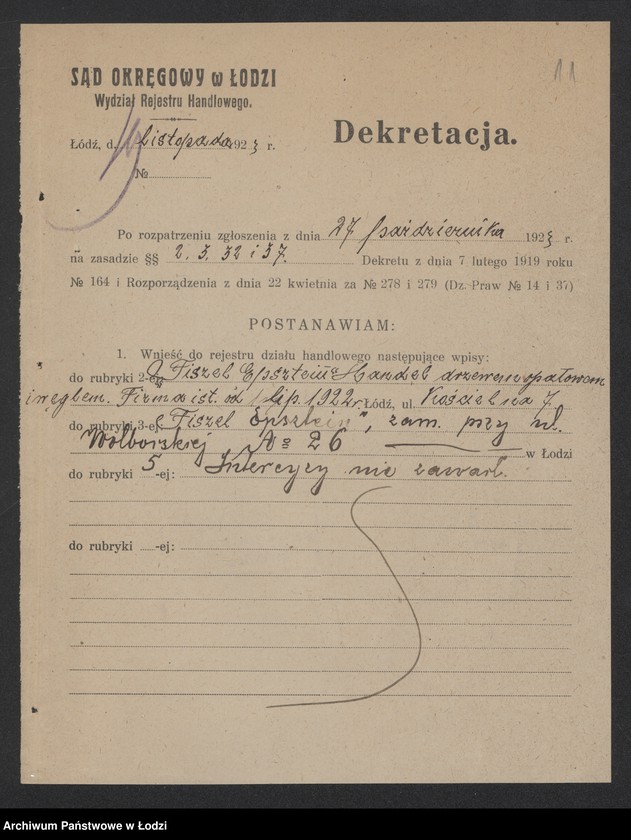 11
SĄD OKRĘGOWY w ŁODZI
Wydział Rejestru Handlowego.
Dekretacja.
Łódź, d. Listopada 1923 r.
№
Po rozpatrzeniu zgłoszenia z dnia 27 października 1923 r.
na zasadzie §§ 2. 3. 32 i 37. Dekretu z dnia 7 lutego 1919 roku
№ 164 i Rozporządzenia z dnia 22 kwietnia za № 278 i 279 (Dz. Praw № 14 i 37)
POSTANAWIAM:
1. Wnieść do rejestru działu handlowego następujące wpisy:
do rubryki 2-ej: „Fiszel Epsztein” Handel drzewem opałowem
i węglem. Firma ist. od 1 lip. 1922 r. Łódź, ul. Kościelna 7.
do rubryki 3-ej: Fiszel Epsztein, zam. przy ul.
Wolborskiej № 26 w Łodzi
do rubryki 5-ej: Intercyzy nie zawarł.
do rubryki -ej:
Archiwum Państwowe w Łodzi